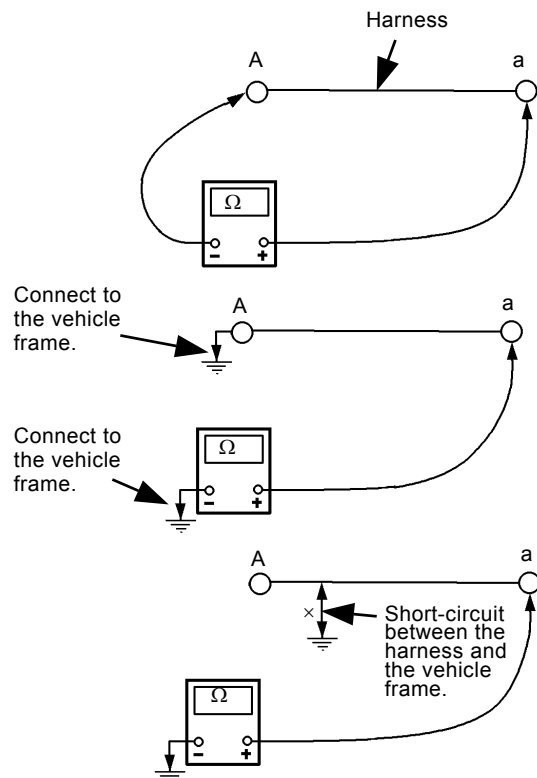 Harness
A
a
Ω
- +
Connect to
the vehicle
frame.
A
a
Connect to
the vehicle
frame.
Ω
- +
A
a
×
Short-circuit
between the
harness and
the vehicle
frame.
Ω
- +